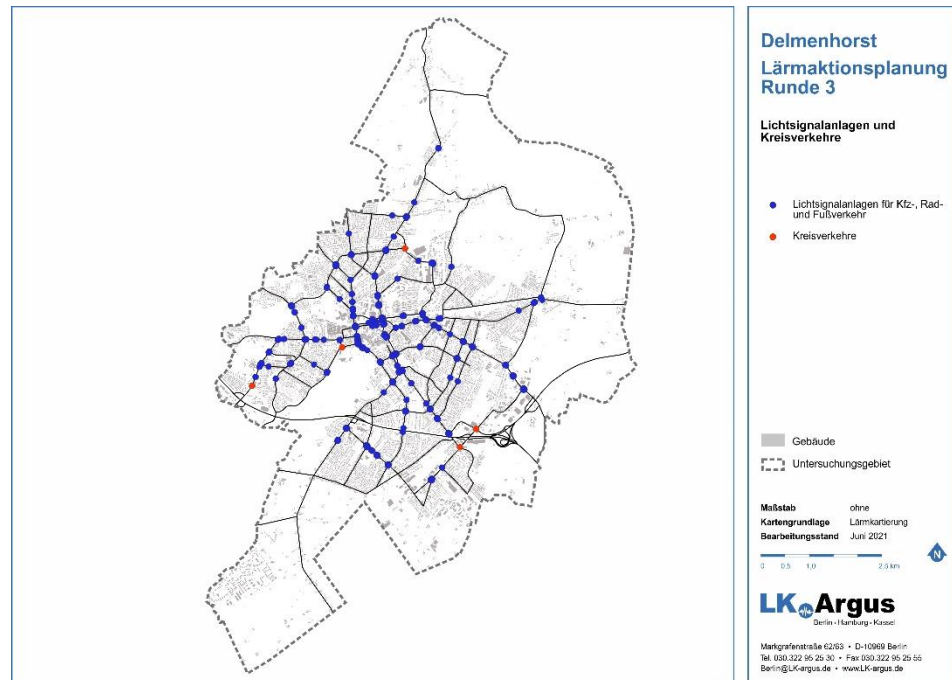 Delmenhorst
Lärmaktionsplanung
Runde 3
Lichtsignalanlagen und
Kreisverkehre
Lichtsignalanlagen für Kfz-, Rad-
und Fußverkehr
Kreisverkehre
Gebäude
Untersuchungsgebiet
Maßstab ohne
Kartengrundlage Lärmkartierung
Bearbeitungsstand Juni 2021
N
0 0,5 1,0 2,0 km
LK Argus
Berlin - Hamburg - Kassel
Markgrafenstraße 62/63 • D-10969 Berlin
Tel. 030.322 95 25 30 • Fax 030.322 95 25 55
Berlin@LK-argus.de • www.LK-argus.de